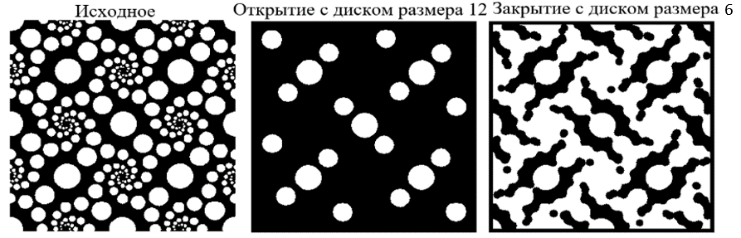 Исходное
Открытие с диском размера 12
Закрытие с диском размера 6